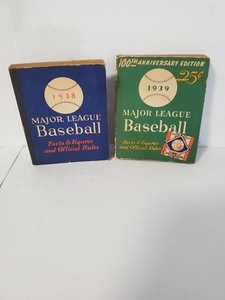 1938
MAJOR LEAGUE
Baseball
Facts & Figures
and Official Rules
100TH ANNIVERSARY EDITION
25¢
1939
MAJOR LEAGUE
Baseball
Facts & Figures
and Official Rules